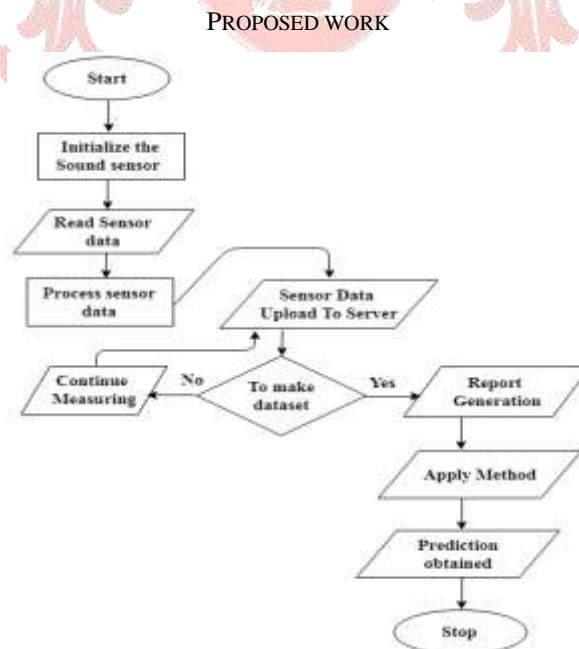 PROPOSED WORK
Start
Initialize the
Sound sensor
Read Sensor
data
Process sensor
data
Sensor Data
Upload To Server
Continue
Measuring
No
To make
dataset
Yes
Report
Generation
Apply Method
Prediction
obtained
Stop